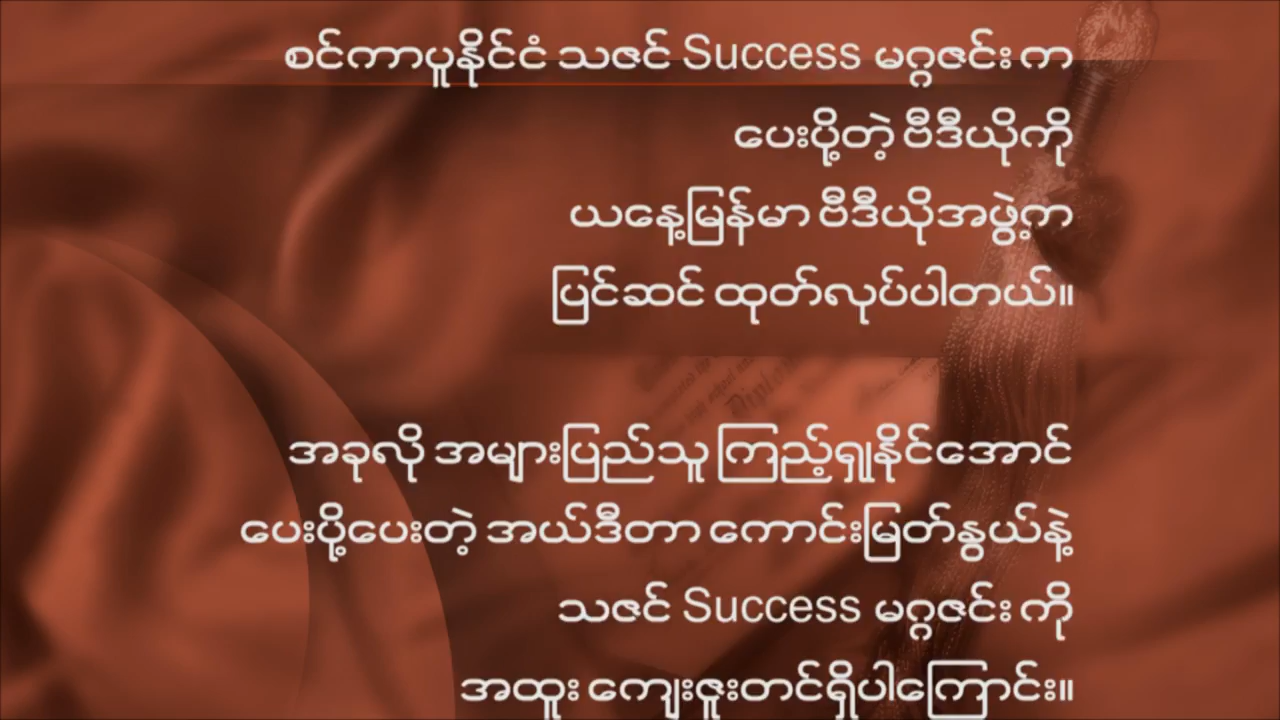 စင်ကာပူနိုင်ငံ သဇင် Success မဂ္ဂဇင်း က
ပေးပို့တဲ့ ဗီဒီယိုကို
ယနေ့မြန်မာ ဗီဒီယိုအဖွဲ့က
ပြင်ဆင် ထုတ်လုပ်ပါတယ်။
အခုလို အများပြည်သူ ကြည့်ရှုနိုင်အောင်
ပေးပို့ပေးတဲ့ အယ်ဒီတာ ကောင်းမြတ်နွယ်နဲ့
သဇင် Success မဂ္ဂဇင်း ကို
အထူး ကျေးဇူးတင်ရှိပါကြောင်း။